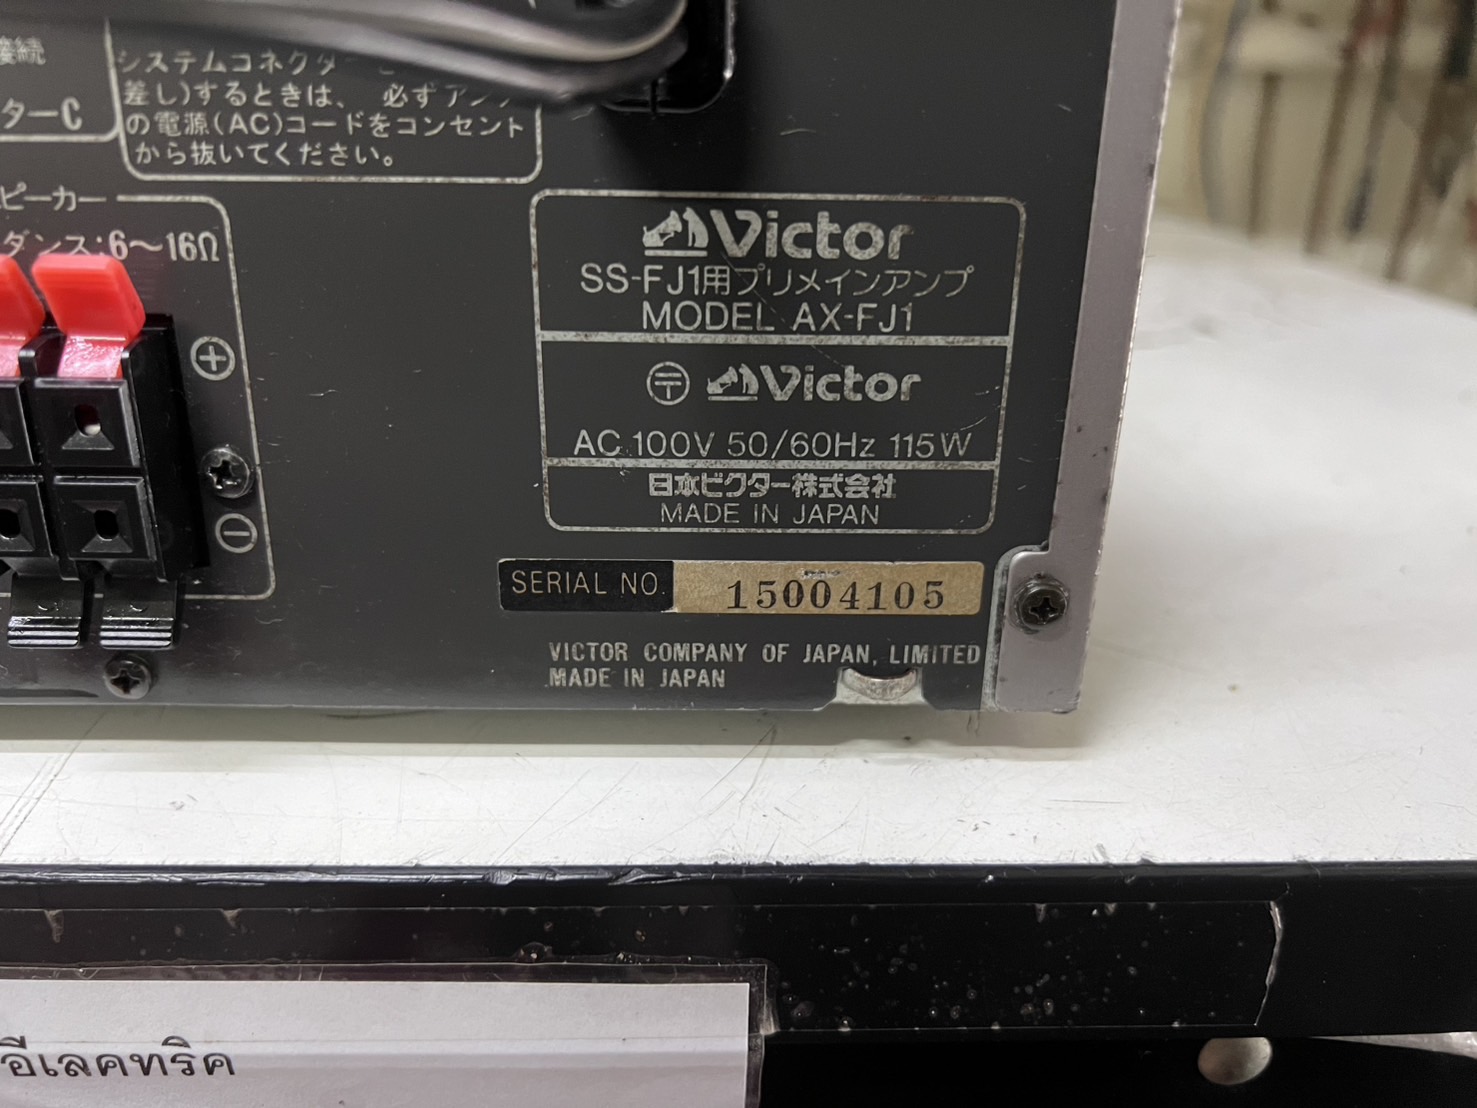 接続
ターC
システムコネクター
差し)するときは、 必ずアンプ
の電源(AC)コードをコンセント
から抜いてください。
ピーカー
ダンス:6〜16Ω
Victor
SS-FJ1用プリメインアンプ
MODEL AX-FJ1
〒 Victor
AC 100V 50/60Hz 115W
日本ビクター株式会社
MADE IN JAPAN
SERIAL NO. 15004105
VICTOR COMPANY OF JAPAN, LIMITED
MADE IN JAPAN
อีเลคทริค